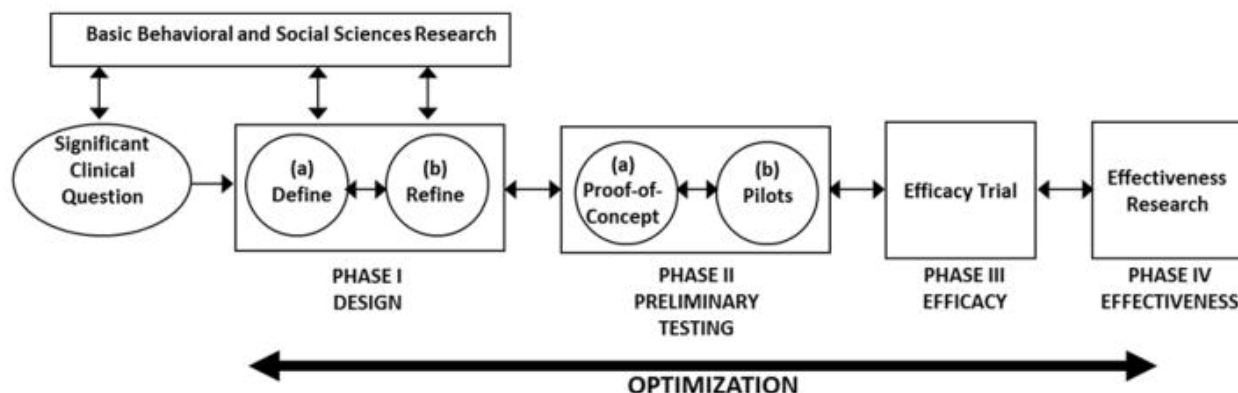 Basic Behavioral and Social Sciences Research
Significant
Clinical
Question
(a)
Define
(b)
Refine
(a)
Proof-of-
Concept
(b)
Pilots
Efficacy Trial
Effectiveness
Research
PHASE I
DESIGN
PHASE II
PRELIMINARY
TESTING
PHASE III
EFFICACY
PHASE IV
EFFECTIVENESS
OPTIMIZATION